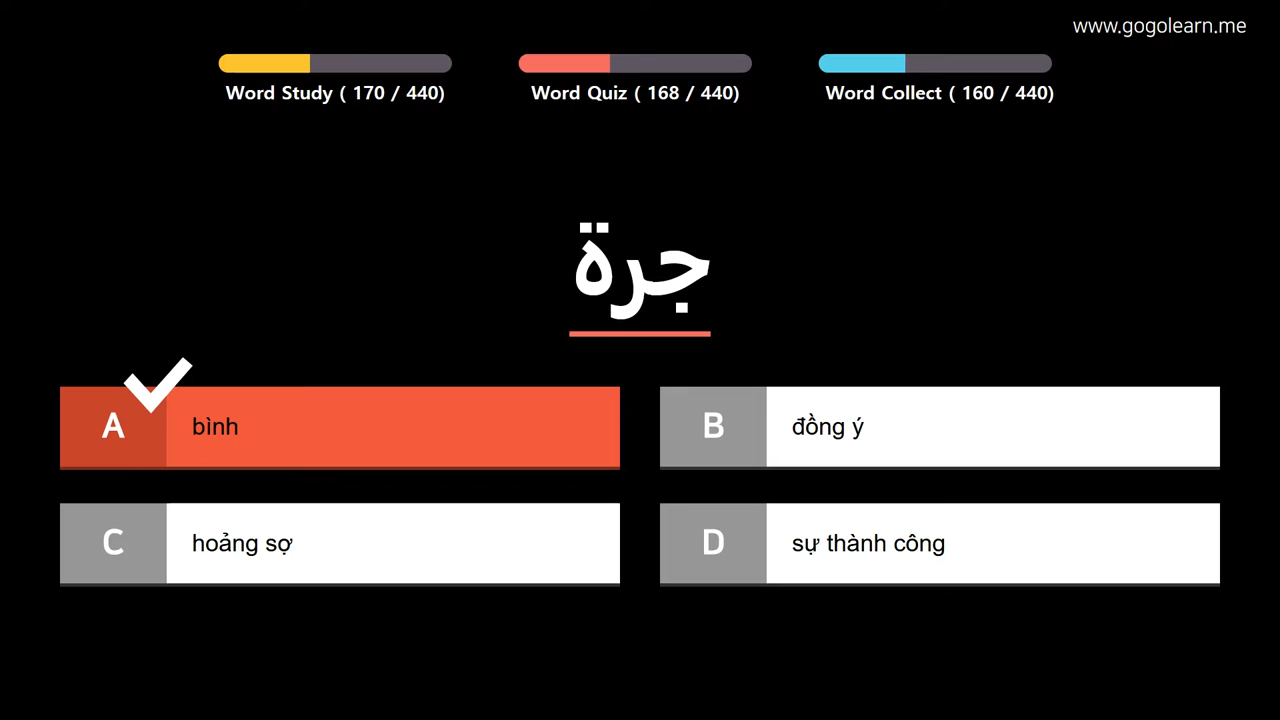 www.gogolearn.me
Word Study ( 170 / 440)
Word Quiz ( 168 / 440)
Word Collect ( 160 / 440)
جرة
A bình
B đồng ý
C hoảng sợ
D sự thành công